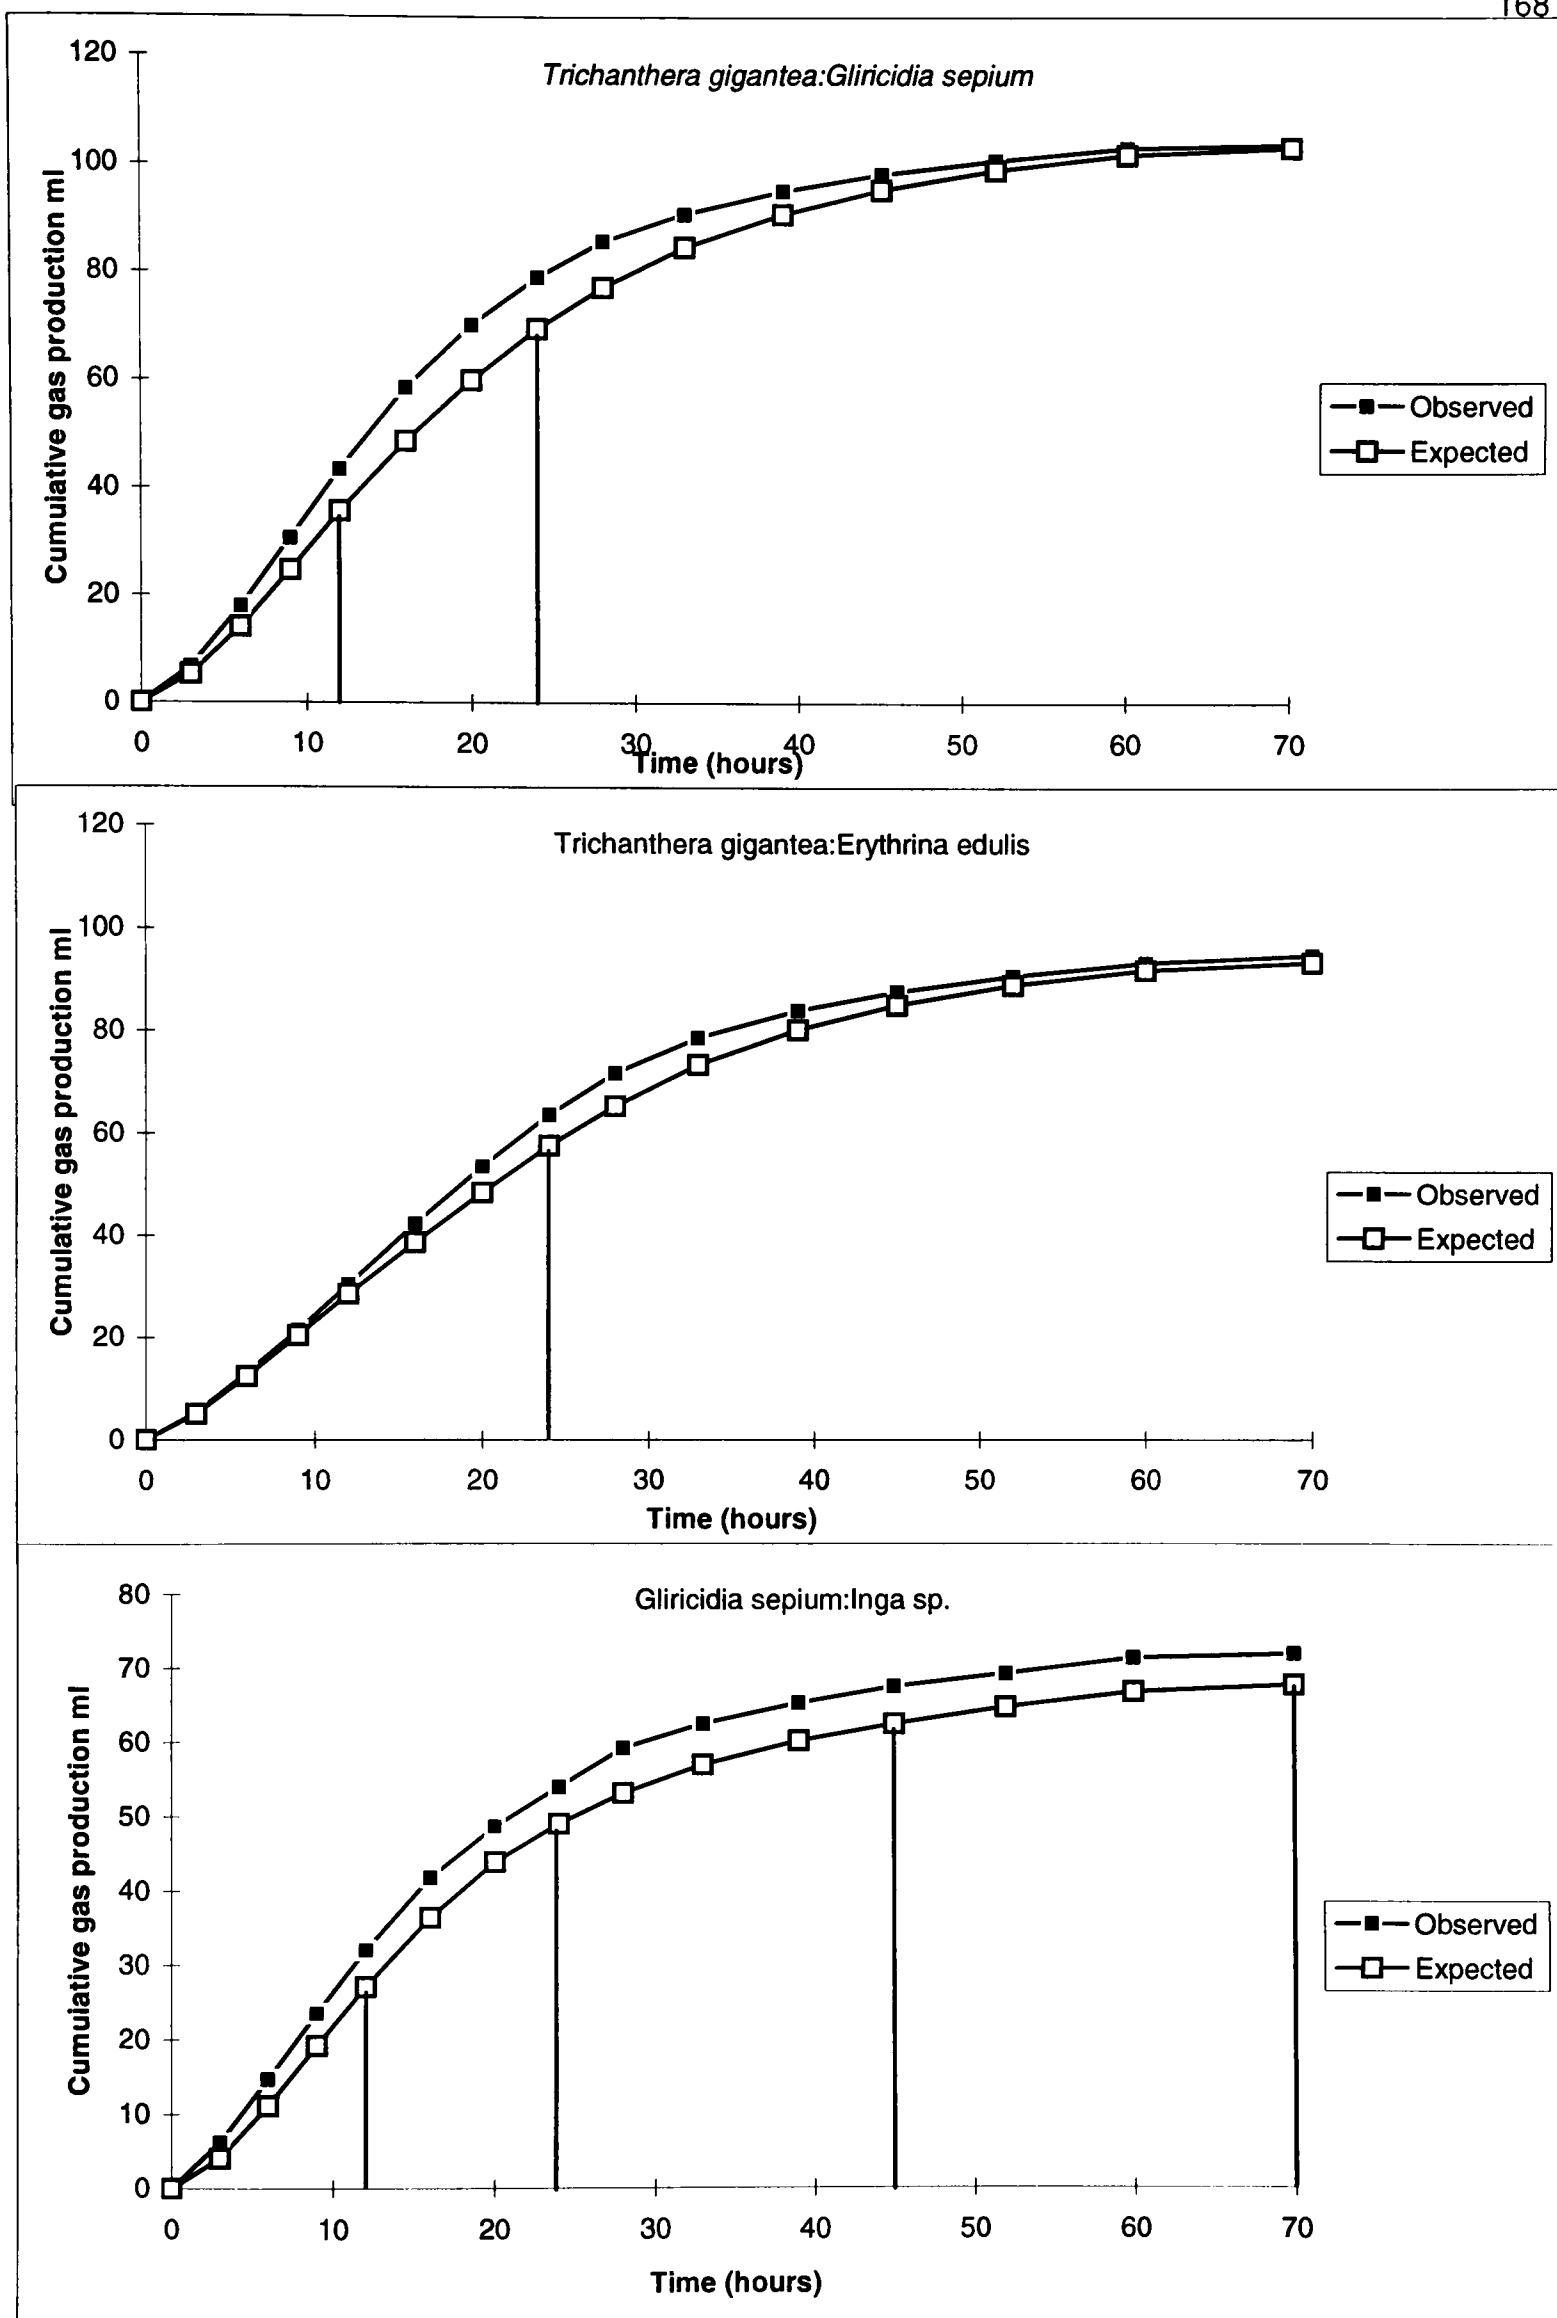 168
Trichanthera gigantea:Gliricidia sepium
Cumulative gas production ml
120
100
80
60
40
20
0
0 10 20 30 40 50 60 70
Time (hours)
Observed
Expected
Trichanthera gigantea:Erythrina edulis
Cumulative gas production ml
120
100
80
60
40
20
0
0 10 20 30 40 50 60 70
Time (hours)
Observed
Expected
Gliricidia sepium:Inga sp.
Cumulative gas production ml
80
70
60
50
40
30
20
10
0
0 10 20 30 40 50 60 70
Time (hours)
Observed
Expected